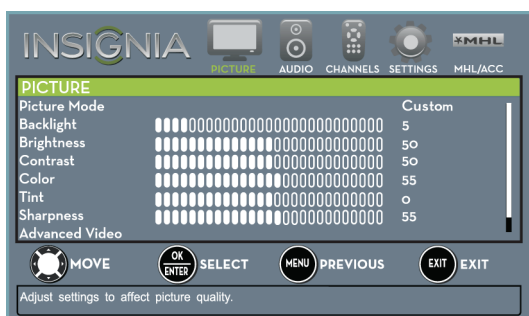 INSIGNIA
PICTURE AUDIO CHANNELS SETTINGS MHL/ACC
MHL
PICTURE
Picture Mode Custom
Backlight 5
Brightness 50
Contrast 50
Color 55
Tint 0
Sharpness 55
Advanced Video
MOVE OK ENTER SELECT MENU PREVIOUS EXIT EXIT
Adjust settings to affect picture quality.